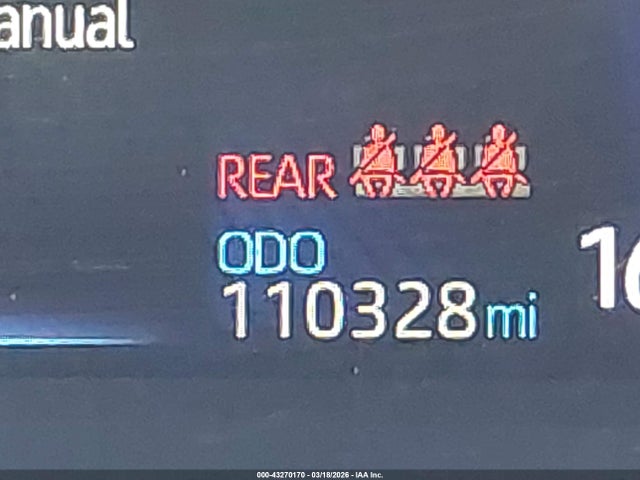 anual
REAR
ODO
110328 mi
000-43270170 - 03/18/2026 - IAA Inc.